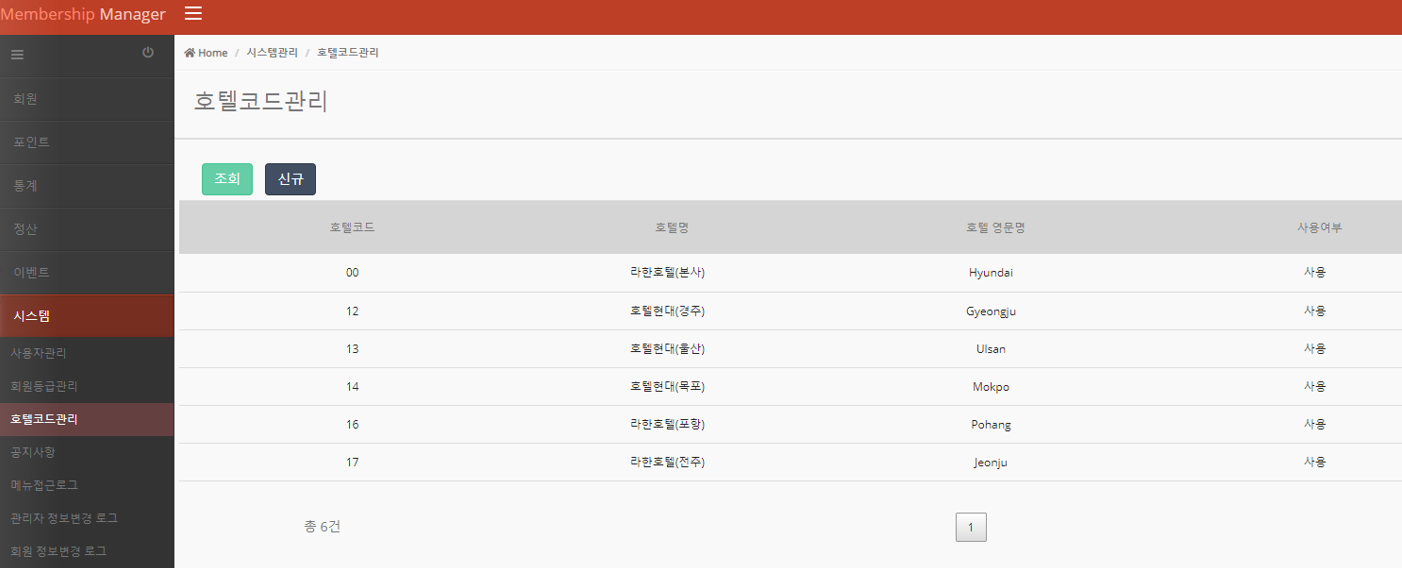 Membership Manager
Home / 시스템관리 / 호텔코드관리
회원
포인트
통계
정산
이벤트
시스템
사용자관리
회원등급관리
호텔코드관리
공지사항
메뉴접근로그
관리자 정보변경 로그
회원 정보변경 로그
호텔코드관리
조회 신규
호텔코드 호텔명 호텔 영문명 사용여부
00 라한호텔(본사) Hyundai 사용
12 호텔현대(경주) Gyeongju 사용
13 호텔현대(울산) Ulsan 사용
14 호텔현대(목포) Mokpo 사용
16 라한호텔(포항) Pohang 사용
17 라한호텔(전주) Jeonju 사용
총 6건 1